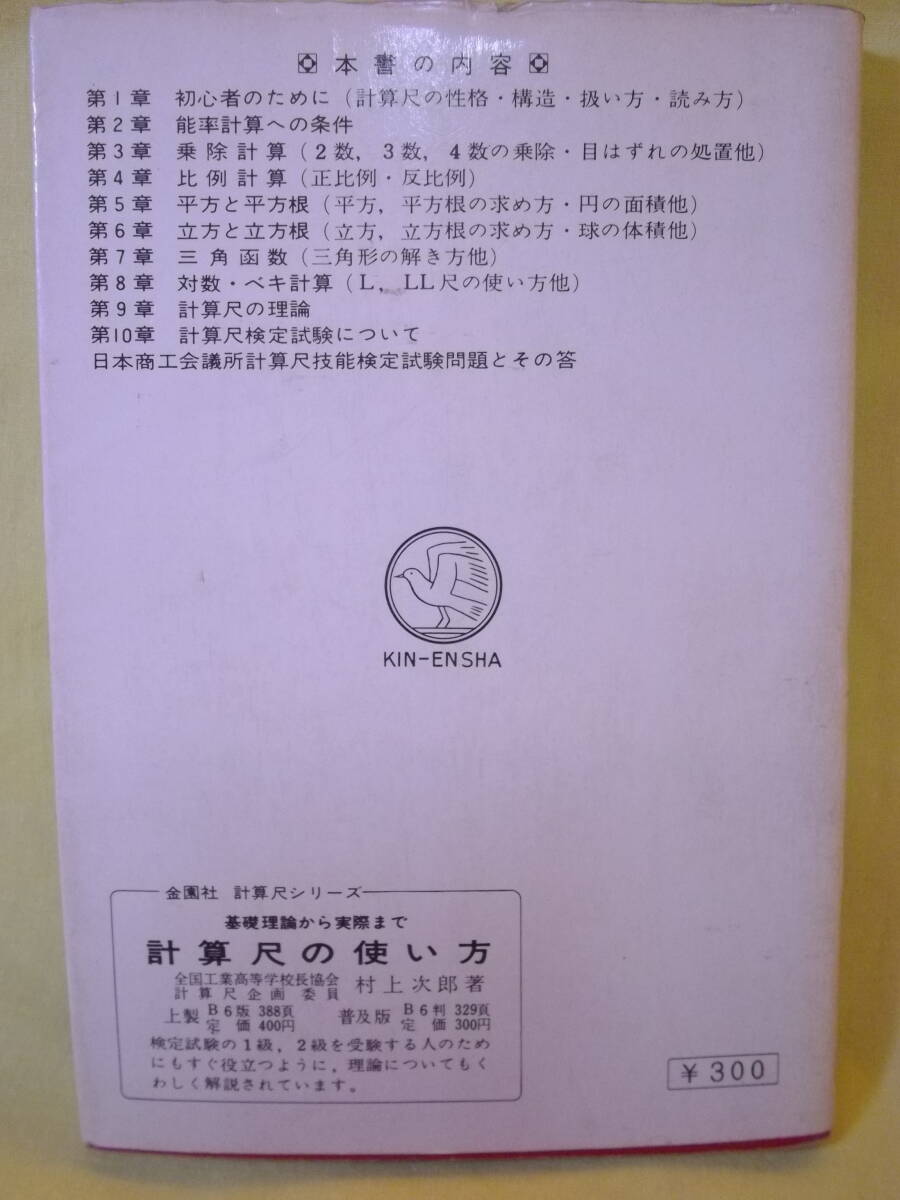 本書の内容
第1章 初心者のために(計算尺の性格・構造・扱い方・読み方)
第2章 能率計算への条件
第3章 乗除計算(2数,3数,4数の乗除・目はずれの処置他)
第4章 比例計算(正比例・反比例)
第5章 平方と平方根(平方,平方根の求め方・円の面積他)
第6章 立方と立方根(立方,立方根の求め方・球の体積他)
第7章 三角函数(三角形の解き方他)
第8章 対数・ベキ計算(L,LL尺の使い方他)
第9章 計算尺の理論
第10章 計算尺検定試験について
日本商工会議所計算尺技能検定試験問題とその答
KIN-ENSHA
金園社 計算尺シリーズ
基礎理論から実際まで
計算尺の使い方
全国工業高等学校長協会
計算尺企画委員 村上次郎著
上製 B6版 388頁 定価 400円 普及版 B6判 329頁 定価 300円
検定試験の1級,2級を受験する人のため
にもすぐ役立つように,理論についてもく
わしく解説されています。
¥300